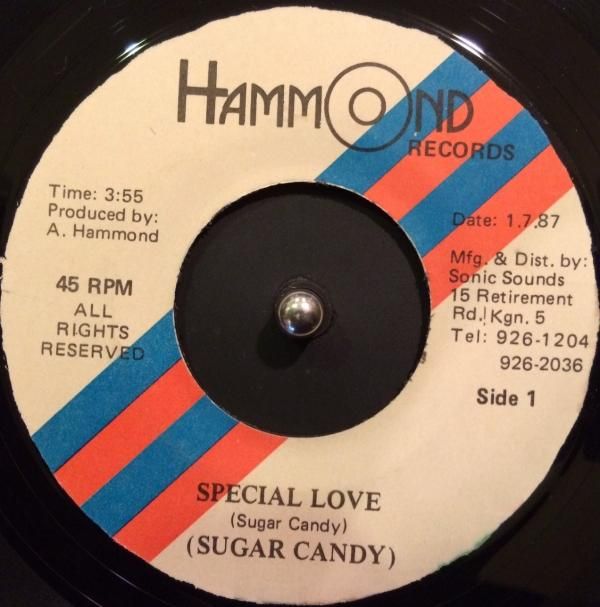 HAMMOND
RECORDS
Time: 3:55
Produced by:
A. Hammond
45 RPM
ALL
RIGHTS
RESERVED
Date: 1.7.87
Mfg. & Dist. by:
Sonic Sounds
15 Retirement
Rd. Kgn. 5
Tel: 926-1204
926-2036
Side 1
SPECIAL LOVE
(Sugar Candy)
(SUGAR CANDY)